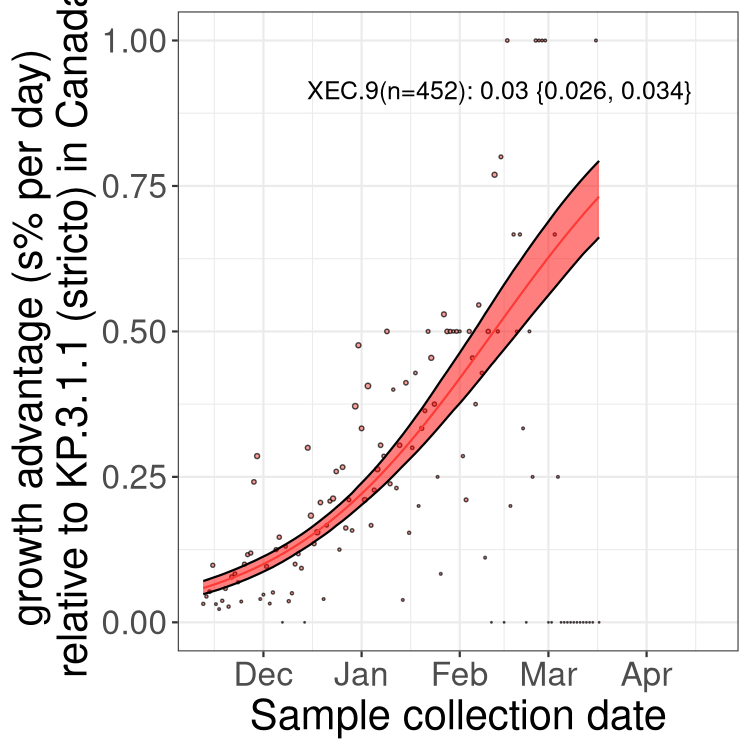 growth advantage (s% per day)
relative to KP.3.1.1 (stricto) in Canada
1.00
0.75
0.50
0.25
0.00
XEC.9(n=452): 0.03 {0.026, 0.034}
Dec Jan Feb Mar Apr
Sample collection date